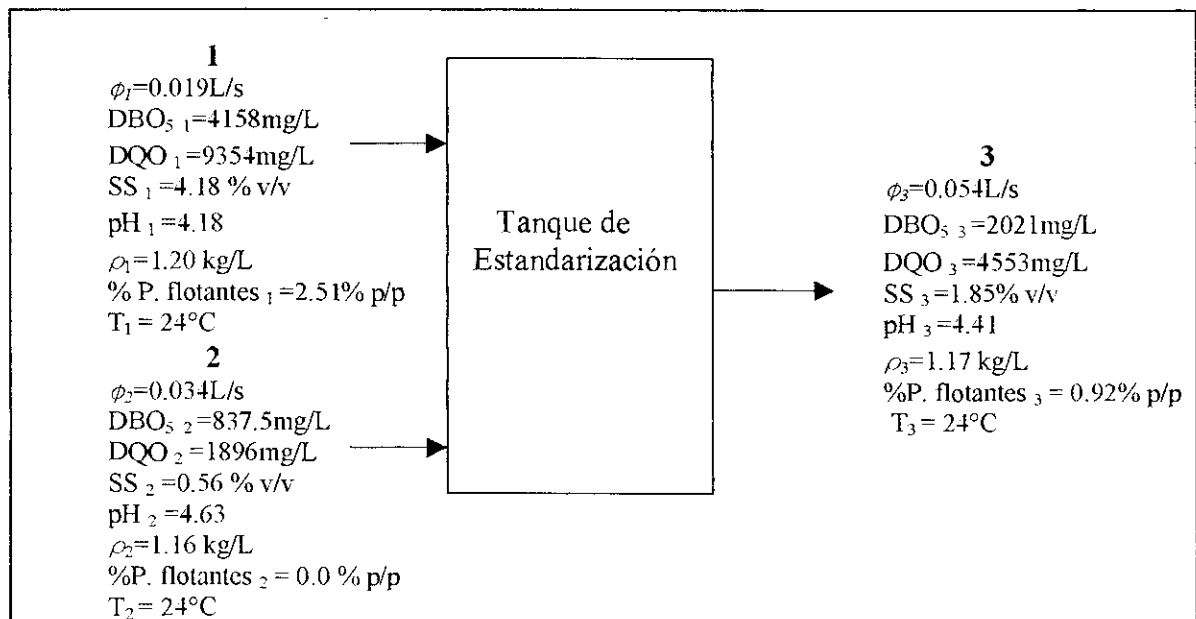 1
ϕ₁=0.019L/s
DBO₅ ₁=4158mg/L
DQO ₁=9354mg/L
SS ₁ =4.18 % v/v
pH ₁ =4.18
ρ₁=1.20 kg/L
% P. flotantes ₁ =2.51% p/p
T₁ = 24°C
2
ϕ₂=0.034L/s
DBO₅ ₂=837.5mg/L
DQO ₂=1896mg/L
SS ₂ =0.56 % v/v
pH ₂ =4.63
ρ₂=1.16 kg/L
%P. flotantes ₂ = 0.0 % p/p
T₂ = 24°C
Tanque de
Estandarización
3
ϕ₃=0.054L/s
DBO₅ ₃=2021mg/L
DQO ₃=4553mg/L
SS ₃=1.85% v/v
pH ₃=4.41
ρ₃=1.17 kg/L
%P. flotantes ₃ = 0.92% p/p
T₃ = 24°C